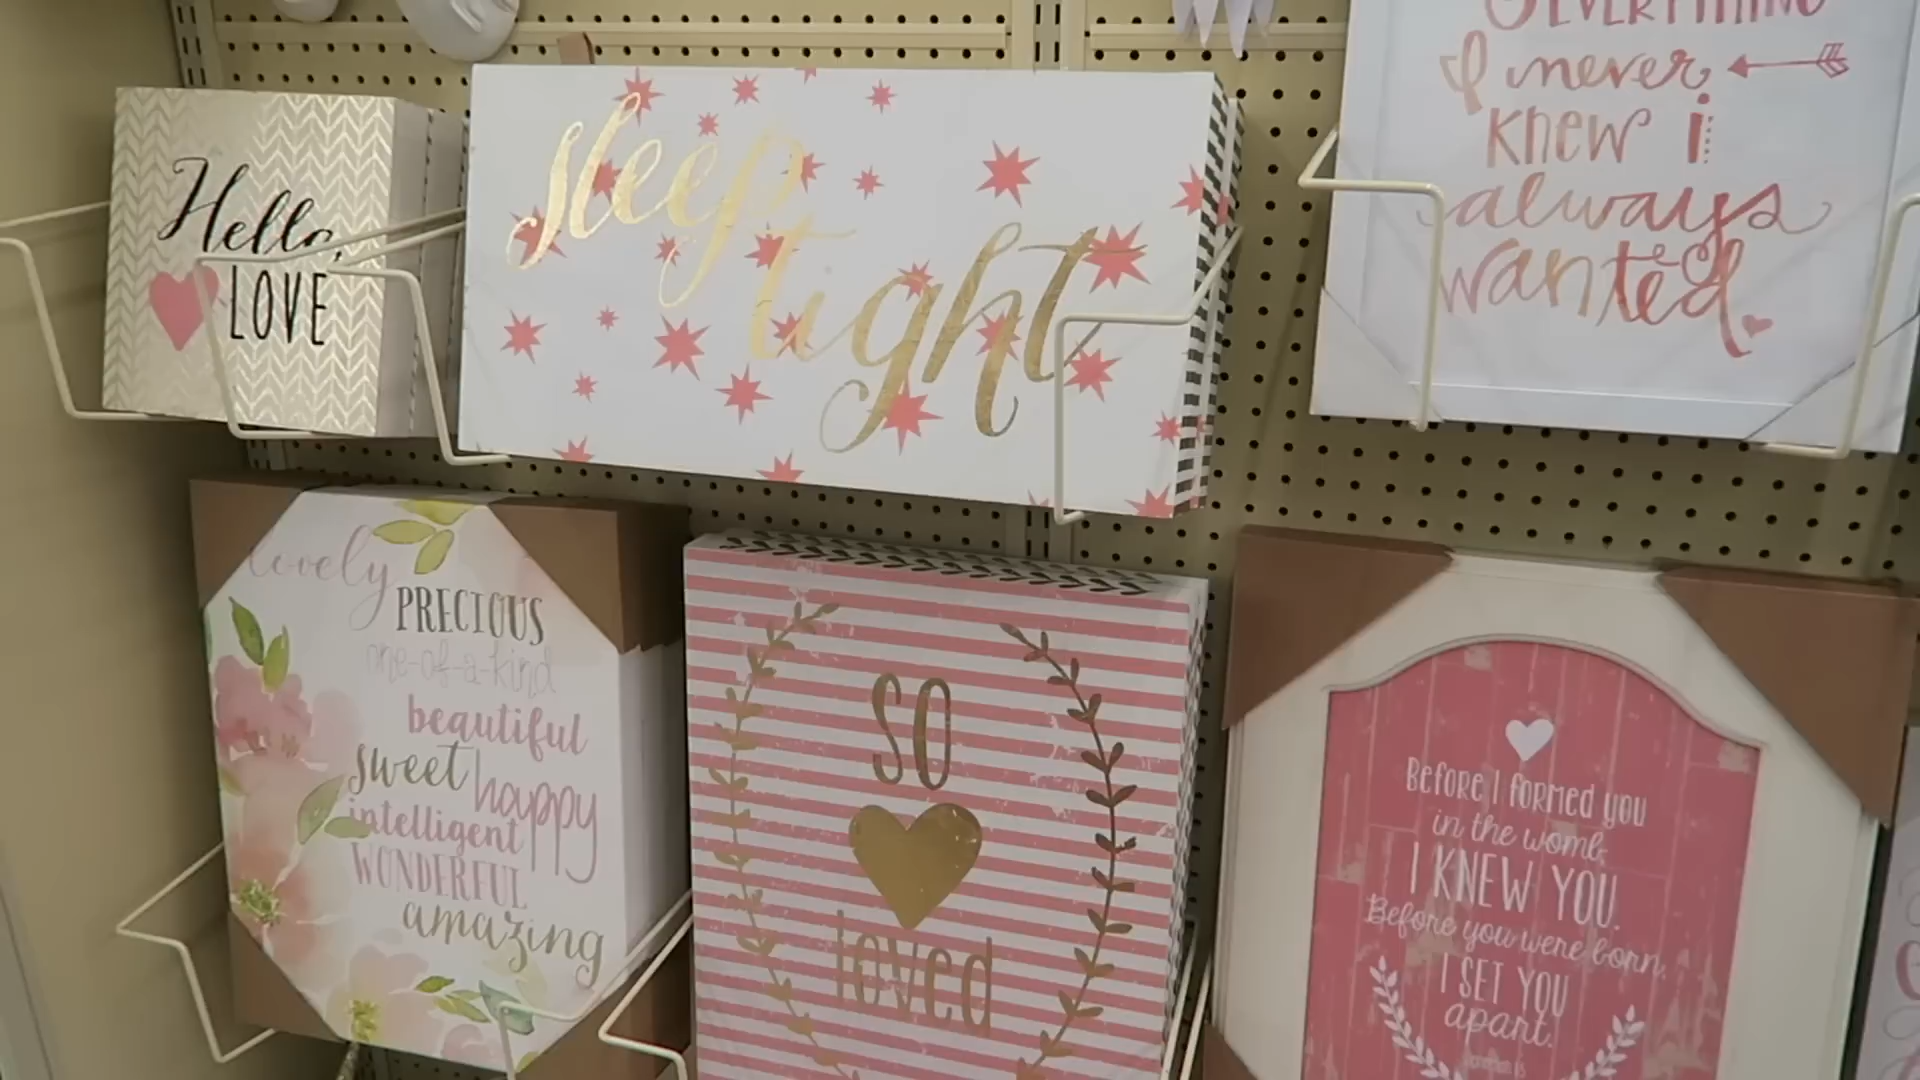 Hello,
LOVE
sleep
tight
EVERYTHING
I never
knew i
always
wanted.
lovely
PRECIOUS
one-of-a-kind
beautiful
sweet
happy
intelligent
WONDERFUL
amazing
SO
loved
BEFORE I FORMED YOU
in the womb
I KNEW YOU.
Before you were born,
I SET YOU
apart.